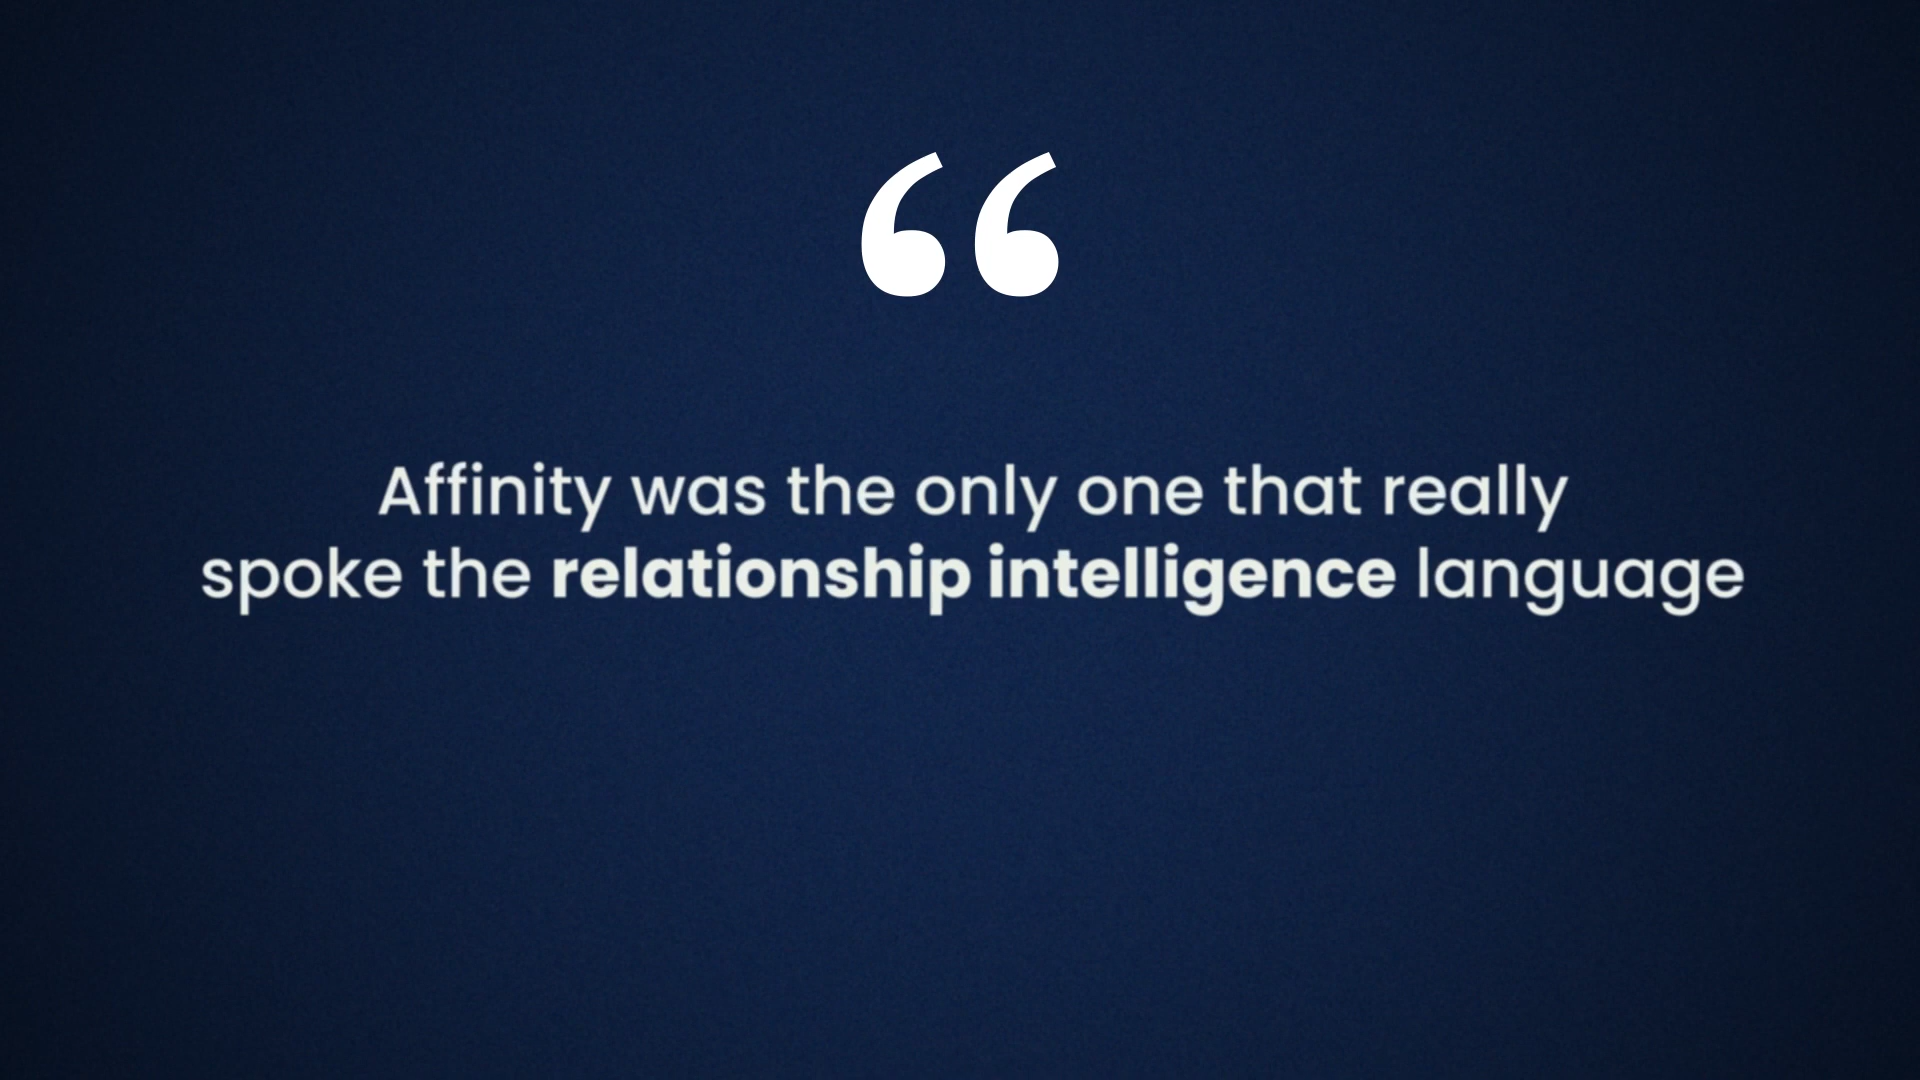 “
Affinity was the only one that really
spoke the relationship intelligence language